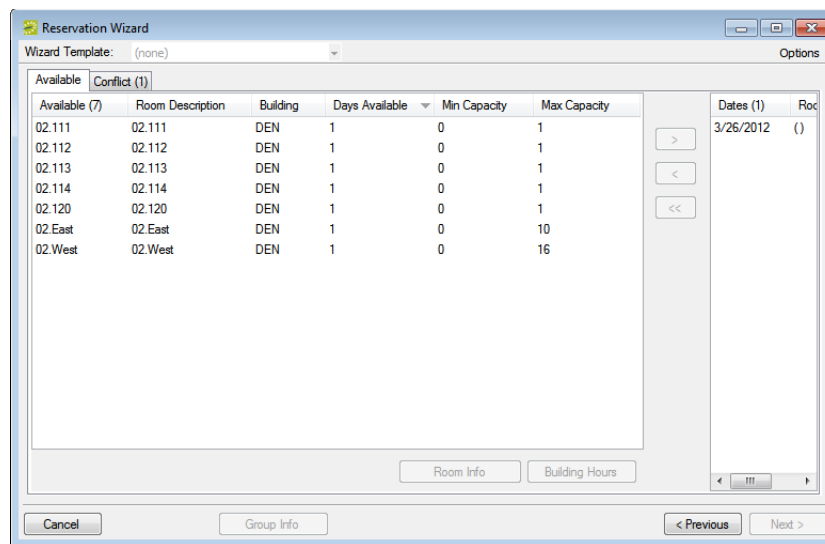 Reservation Wizard
Wizard Template: (none) Options
Available Conflict (1)
Available (7) Room Description Building Days Available Min Capacity Max Capacity Dates (1) Roo
02.111 02.111 DEN 1 0 1 3/26/2012 ( )
02.112 02.112 DEN 1 0 1 >
02.113 02.113 DEN 1 0 1 <
02.114 02.114 DEN 1 0 1
02.120 02.120 DEN 1 0 1 <<
02.East 02.East DEN 1 0 10
02.West 02.West DEN 1 0 16
Room Info Building Hours
Cancel Group Info < Previous Next >